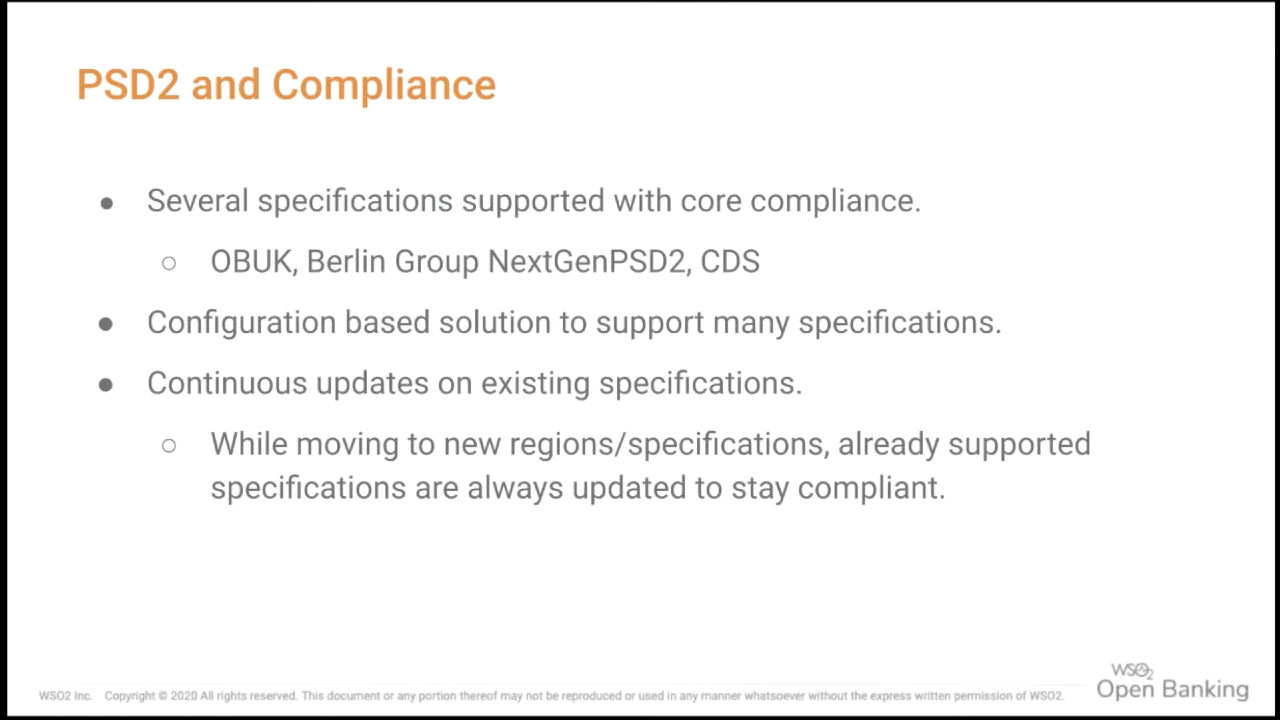 PSD2 and Compliance
● Several specifications supported with core compliance.
○ OBUK, Berlin Group NextGenPSD2, CDS
● Configuration based solution to support many specifications.
● Continuous updates on existing specifications.
○ While moving to new regions/specifications, already supported
specifications are always updated to stay compliant.
WSO2 Inc. Copyright © 2020 All rights reserved. This document or any portion thereof may not be reproduced or used in any manner whatsoever without the express written permission of WSO2.
WSO2
Open Banking